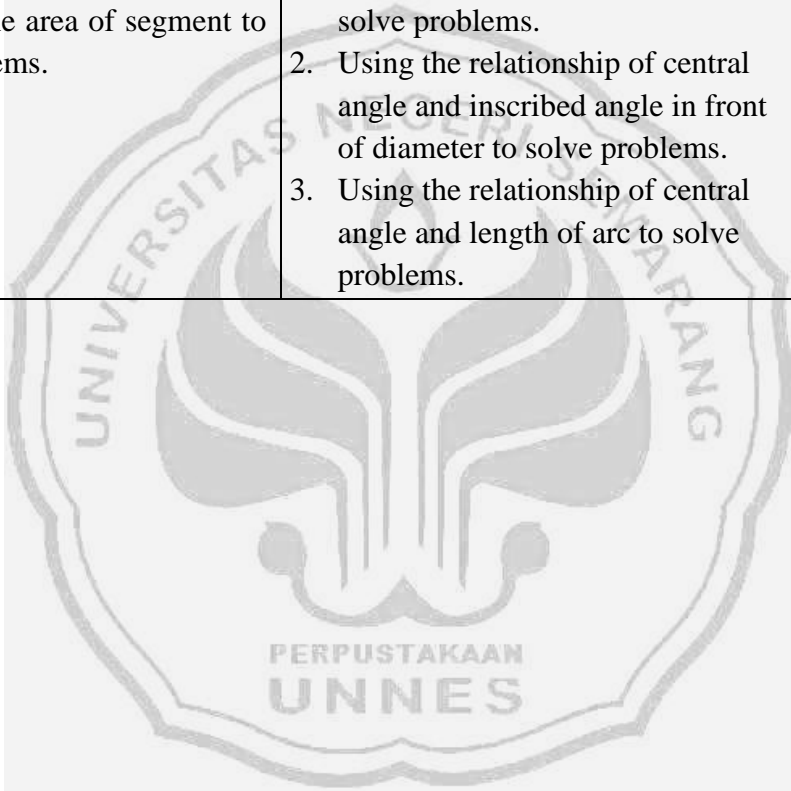 e area of segment to
ems.
solve problems.
2. Using the relationship of central
angle and inscribed angle in front
of diameter to solve problems.
3. Using the relationship of central
angle and length of arc to solve
problems.
UNIVERSITAS NEGERI SEMARANG
PERPUSTAKAAN
UNNES